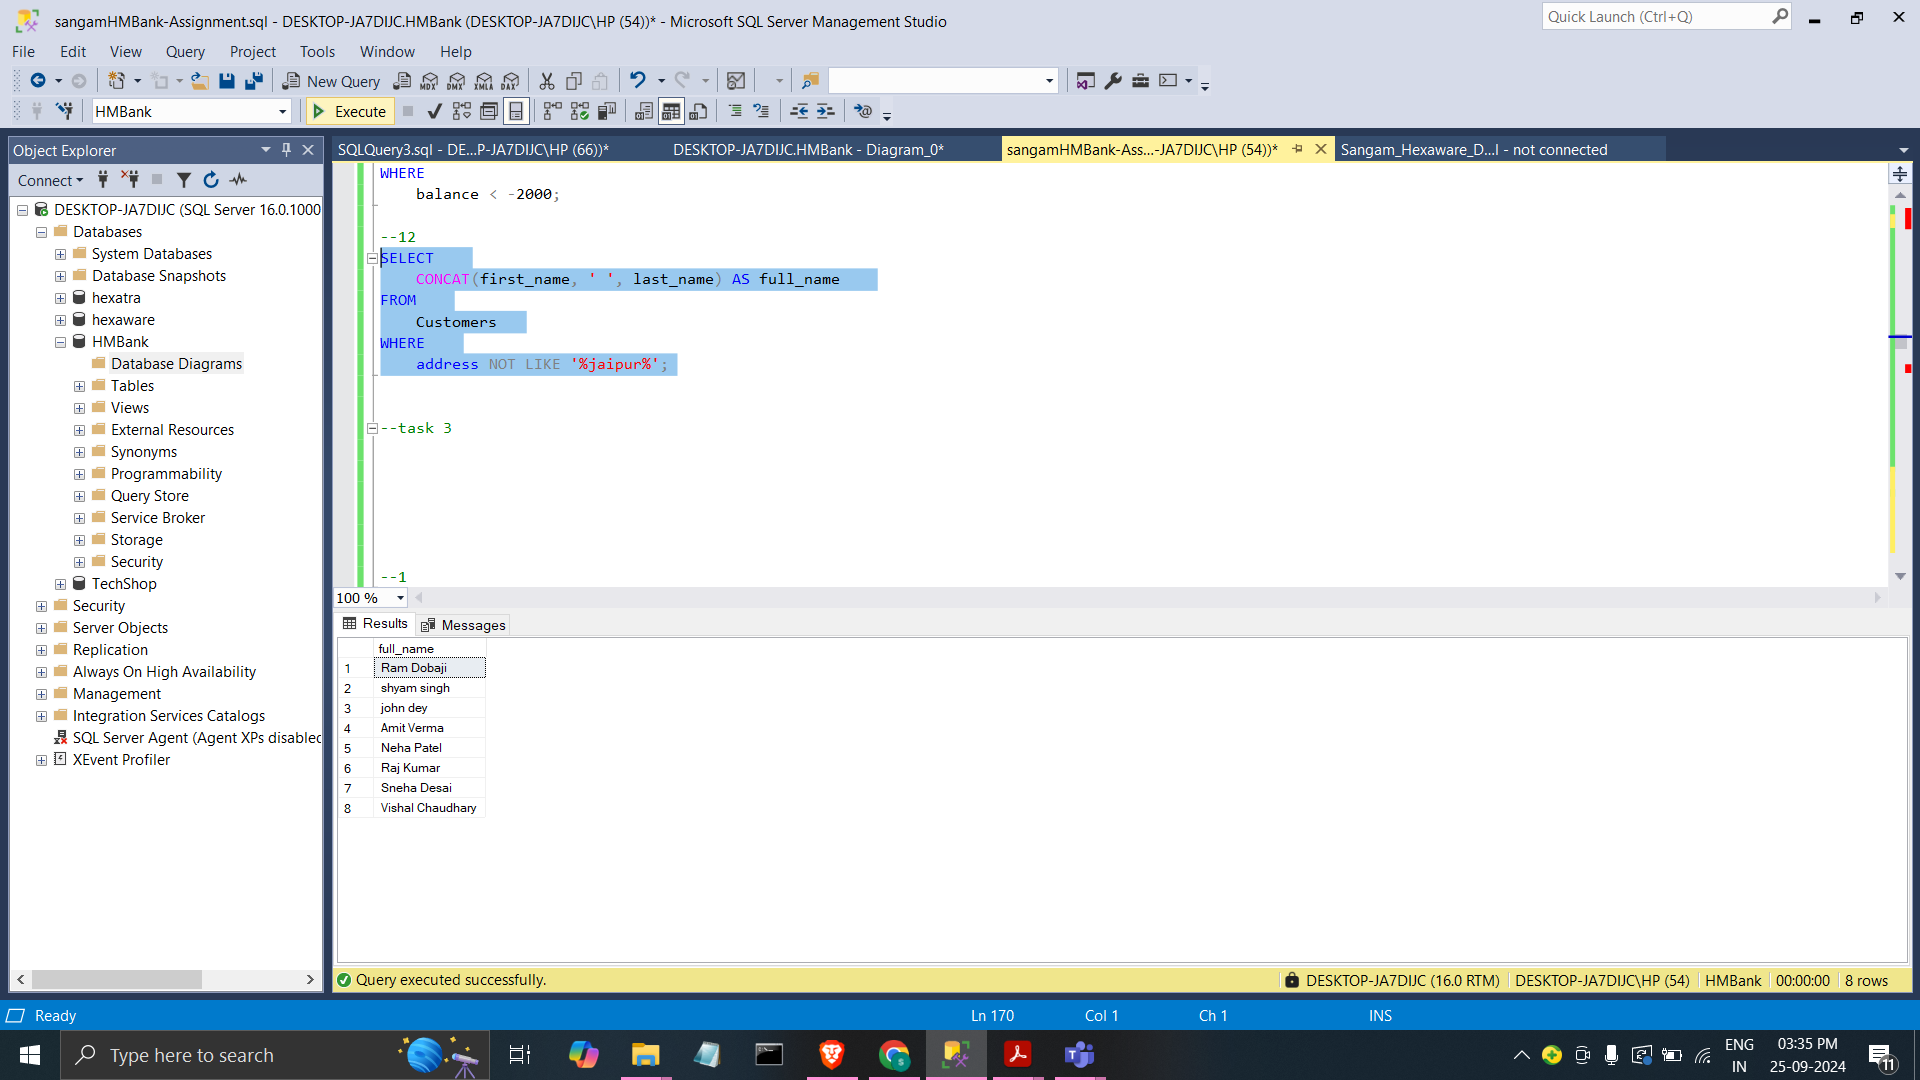 sangamHMBank-Assignment.sql - DESKTOP-JA7DIJC.HMBank (DESKTOP-JA7DIJC\HP (54))* - Microsoft SQL Server Management Studio
Quick Launch (Ctrl+Q)
File Edit View Query Project Tools Window Help
New Query
MDX DMX XMLA DAX
HMBank
Execute
Object Explorer
SQLQuery3.sql - DE...P-JA7DIJC\HP (66))*
DESKTOP-JA7DIJC.HMBank - Diagram_0*
sangamHMBank-Ass...-JA7DIJC\HP (54))*
Sangam_Hexaware_D...l - not connected
Connect
DESKTOP-JA7DIJC (SQL Server 16.0.1000
Databases
System Databases
Database Snapshots
hexatra
hexaware
HMBank
Database Diagrams
Tables
Views
External Resources
Synonyms
Programmability
Query Store
Service Broker
Storage
Security
TechShop
Security
Server Objects
Replication
Always On High Availability
Management
Integration Services Catalogs
SQL Server Agent (Agent XPs disabled
XEvent Profiler
WHERE
balance < -2000;
--12
SELECT
CONCAT(first_name, ' ', last_name) AS full_name
FROM
Customers
WHERE
address NOT LIKE '%jaipur%';
--task 3
--1
100 %
Results Messages
full_name
1 Ram Dobaji
2 shyam singh
3 john dey
4 Amit Verma
5 Neha Patel
6 Raj Kumar
7 Sneha Desai
8 Vishal Chaudhary
Query executed successfully.
DESKTOP-JA7DIJC (16.0 RTM) DESKTOP-JA7DIJC\HP (54) HMBank 00:00:00 8 rows
Ready
Ln 170 Col 1 Ch 1 INS
Type here to search
ENG
IN
03:35 PM
25-09-2024
11